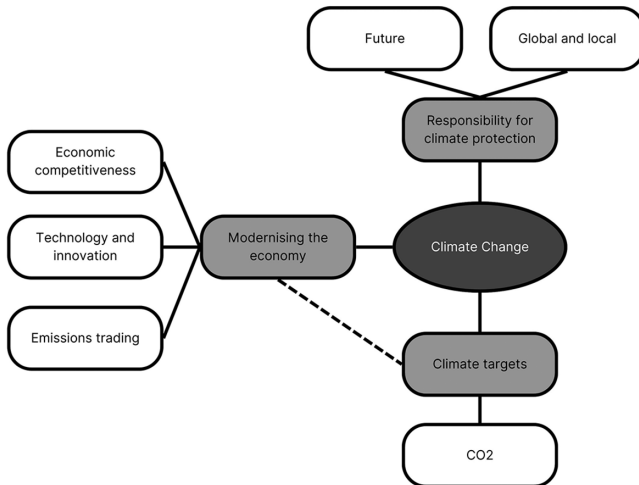 Future
Global and local
Responsibility for
climate protection
Economic
competitiveness
Technology and
innovation
Modernising the
economy
Climate Change
Emissions trading
Climate targets
CO2